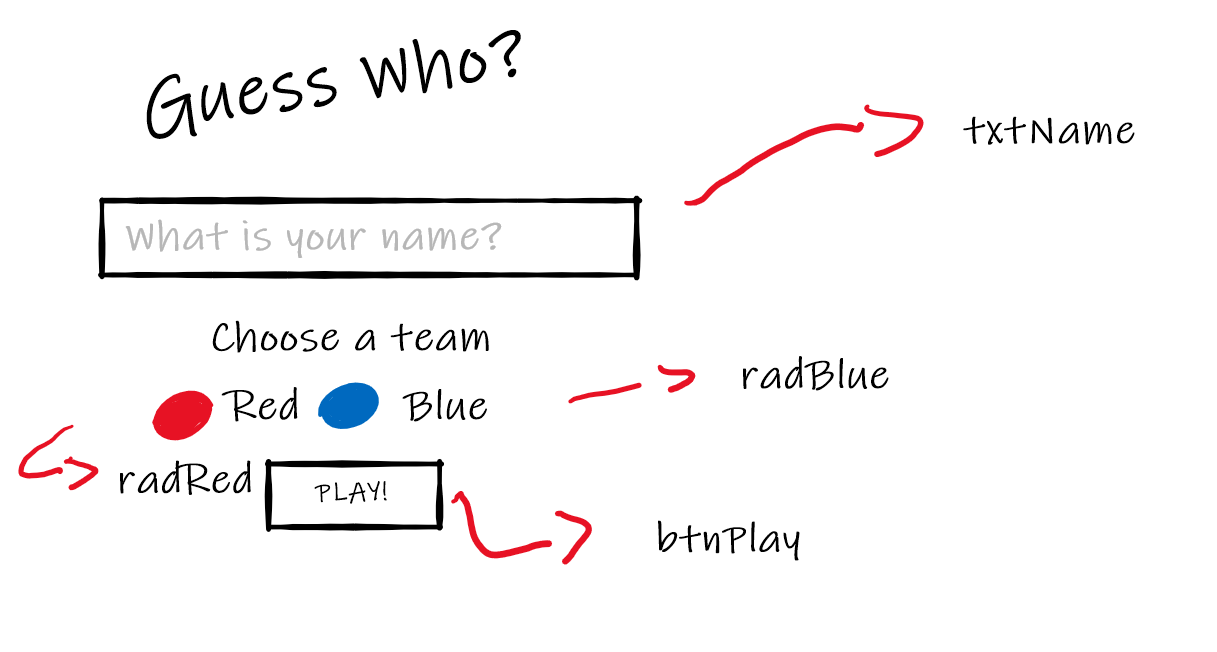 Guess Who?
txtName
What is your name?
Choose a team
radBlue
Red Blue
radRed
PLAY!
btnPlay